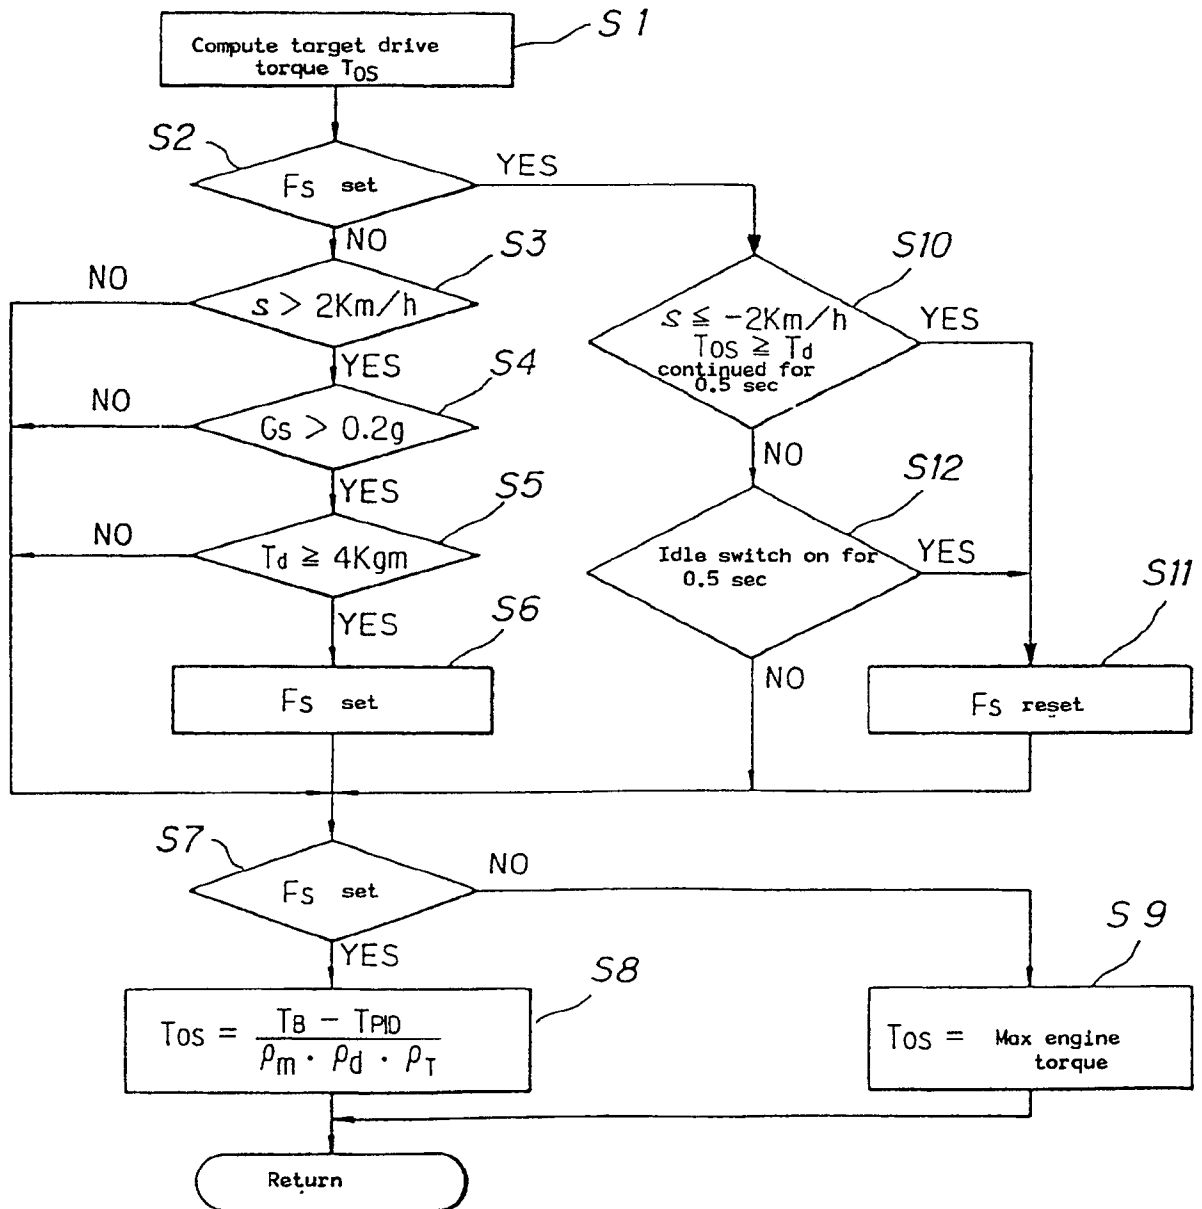 S1
Compute target drive
torque TOS
S2
Fs set
YES
NO
S3
NO
s > 2Km/h
YES
S4
NO
Gs > 0.2g
YES
S5
NO
Td ≧ 4Kgm
YES
S6
Fs set
S10
s ≦ -2Km/h
Tos ≧ Td
continued for
0.5 sec
YES
NO
S12
Idle switch on for
0.5 sec
YES
NO
S11
Fs reset
S7
Fs set
NO
YES
S8
Tos = TB - TPID / ρm · ρd · ρT
S9
Tos = Max engine
torque
Return